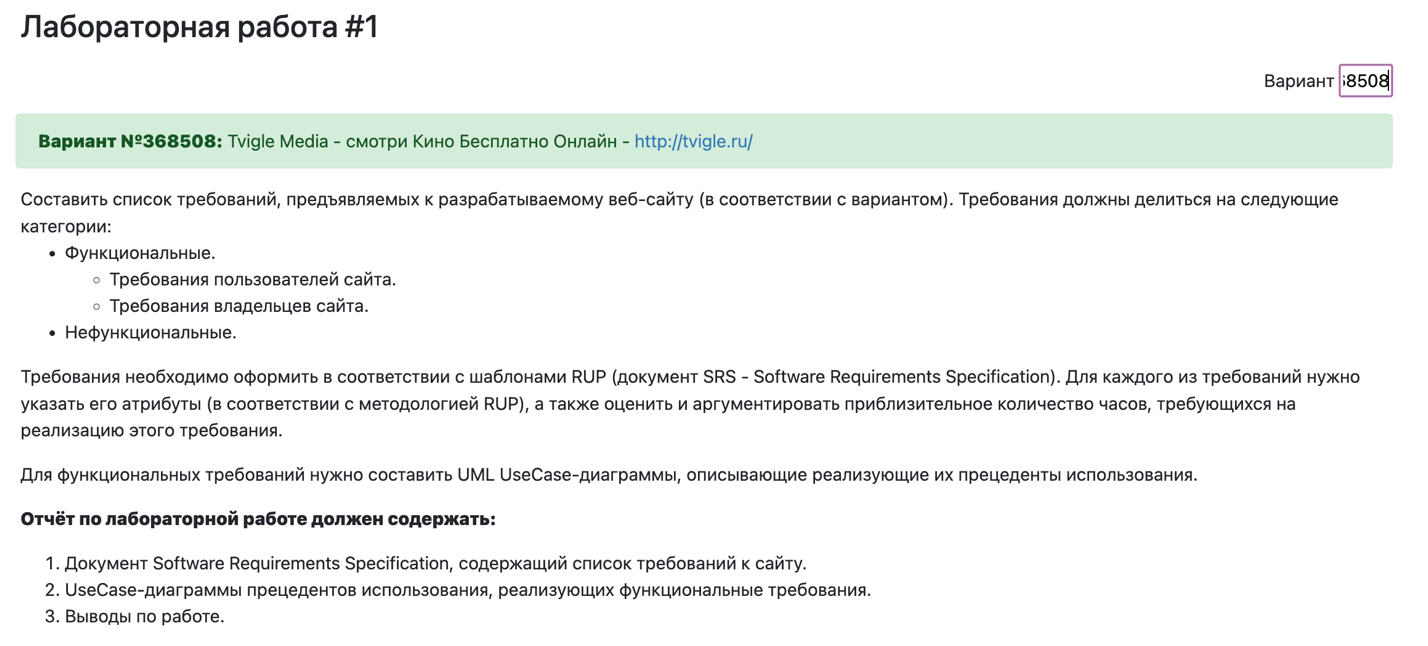 Лабораторная работа #1
Вариант 68508
Вариант №368508: Tvigle Media - смотри Кино Бесплатно Онлайн - http://tvigle.ru/
Составить список требований, предъявляемых к разрабатываемому веб-сайту (в соответствии с вариантом). Требования должны делиться на следующие
категории:
• Функциональные.
◦ Требования пользователей сайта.
◦ Требования владельцев сайта.
• Нефункциональные.
Требования необходимо оформить в соответствии с шаблонами RUP (документ SRS - Software Requirements Specification). Для каждого из требований нужно
указать его атрибуты (в соответствии с методологией RUP), а также оценить и аргументировать приблизительное количество часов, требующихся на
реализацию этого требования.
Для функциональных требований нужно составить UML UseCase-диаграммы, описывающие реализующие их прецеденты использования.
Отчёт по лабораторной работе должен содержать:
1. Документ Software Requirements Specification, содержащий список требований к сайту.
2. UseCase-диаграммы прецедентов использования, реализующих функциональные требования.
3. Выводы по работе.